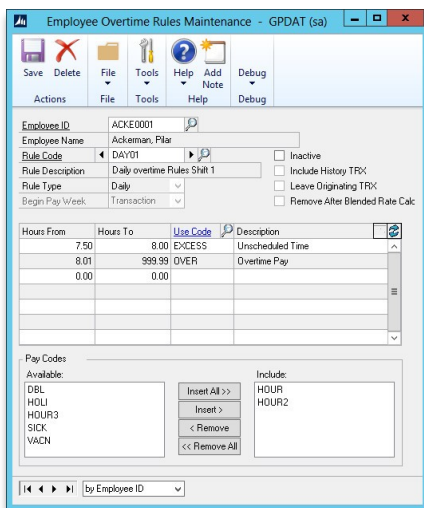 Employee Overtime Rules Maintenance - GPDAT (sa)
Save Delete File Tools Help Add Note Debug
Actions File Tools Help Debug
Employee ID ACKE0001
Employee Name Ackerman, Pilar
Rule Code DAY01 Inactive
Rule Description Daily overtime Rules Shift 1 Include History TRX
Rule Type Daily Leave Originating TRX
Begin Pay Week Transaction Remove After Blended Rate Calc
Hours From Hours To Use Code Description
7.50 8.00 EXCESS Unscheduled Time
8.01 999.99 OVER Overtime Pay
0.00 0.00
Pay Codes
Available: Include:
DBL Insert All >> HOUR
HOLI HOUR2
HOUR3 Insert >
SICK < Remove
VACN << Remove All
by Employee ID